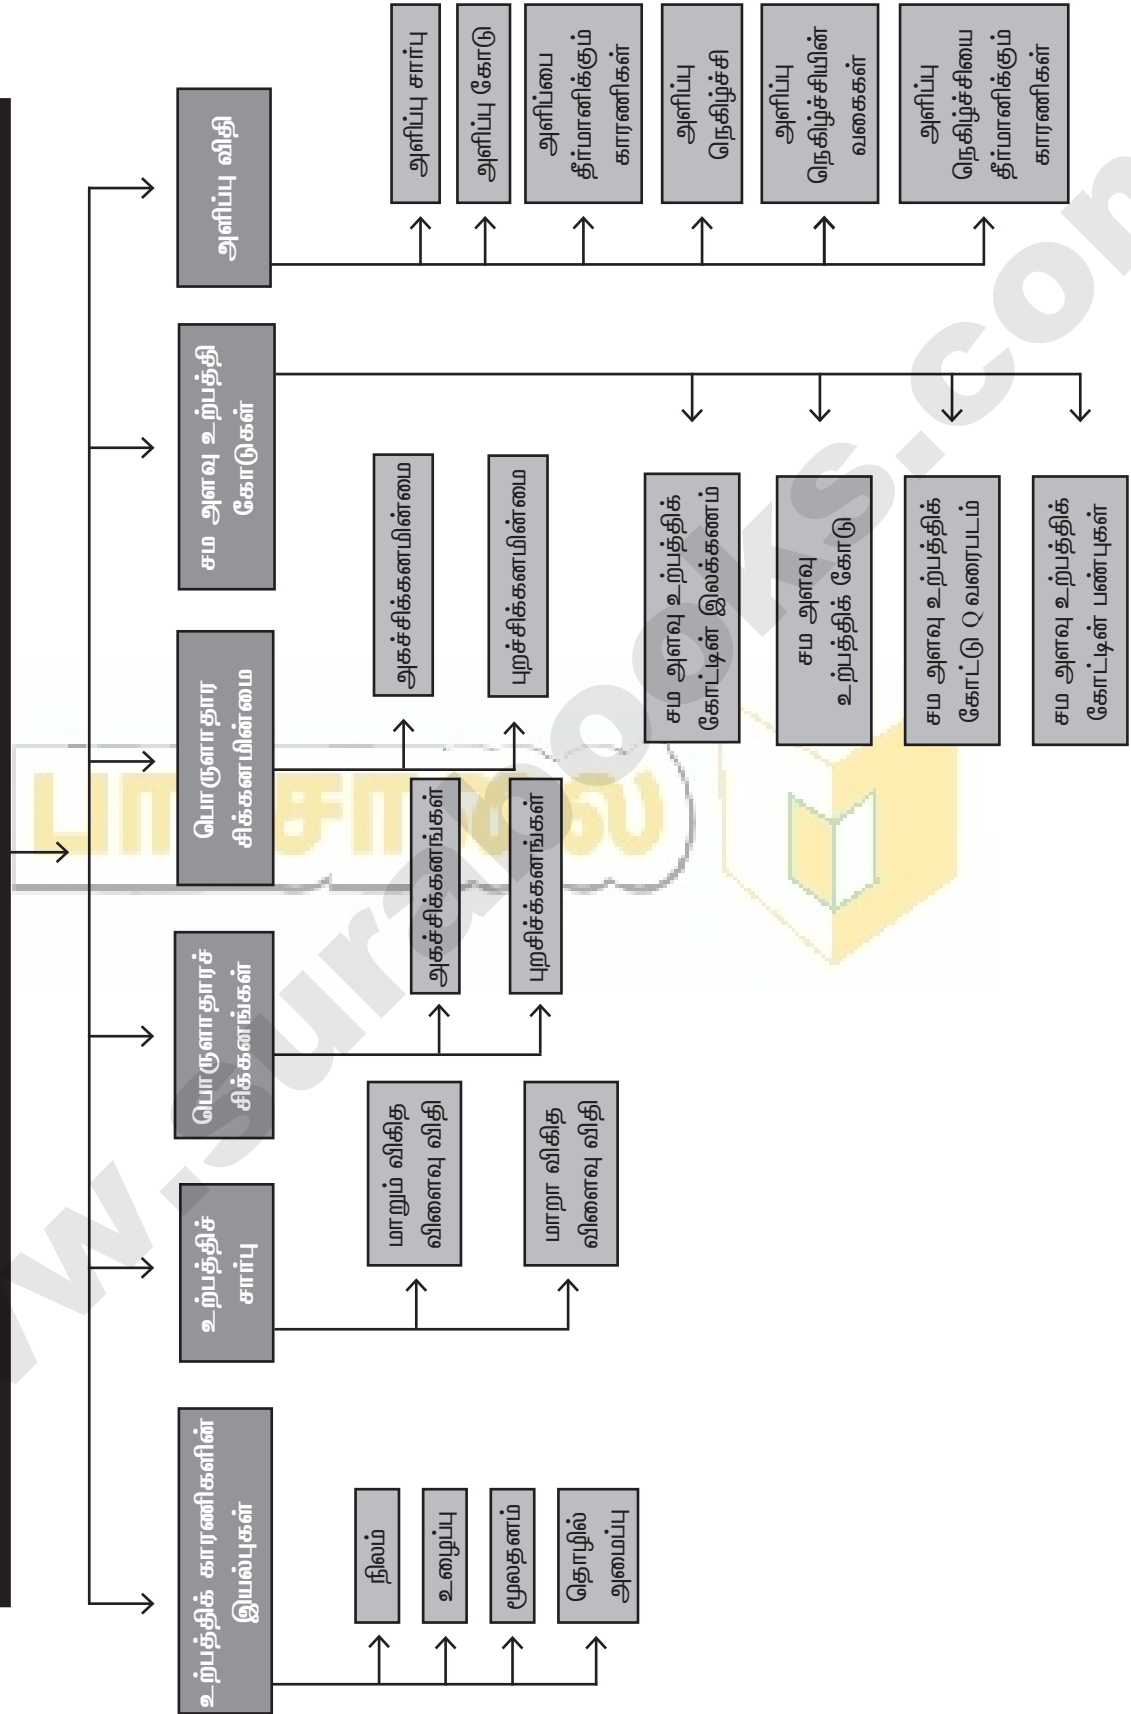 உற்பத்திக் காரணிகளின்
இயல்புகள்
நிலம்
உழைப்பு
மூலதனம்
தொழில்
அமைப்பு
உற்பத்திச்
சார்பு
மாறும் விகித
விளைவு விதி
மாறா விகித
விளைவு விதி
பொருளாதார்ச்
சிக்கனங்கள்
அகச்சிக்கனங்கள்
புறசிச்க்கனங்கள்
பொருளாதார
சிக்கனமின்மை
அகச்சிக்கனமின்மை
புறச்சிக்கனமின்மை
சம அளவு உற்பத்தி
கோடுகள்
சம அளவு உற்பத்திக்
கோட்டின் இலக்கணம்
சம அளவு
உற்பத்திக் கோடு
சம அளவு உற்பத்திக்
கோட்டு Q வரைபடம்
சம அளவு உற்பத்திக்
கோட்டின் பண்புகள்
அளிப்பு விதி
அளிப்பு சார்பு
அளிப்பு கோடு
அளிப்பை
தீர்மானிக்கும்
காரணிகள்
அளிப்பு
நெகிழ்ச்சி
அளிப்பு
நெகிழ்ச்சியின்
வகைகள்
அளிப்பு
நெகிழ்ச்சியை
தீர்மானிக்கும்
காரணிகள்
w.surabooks.com